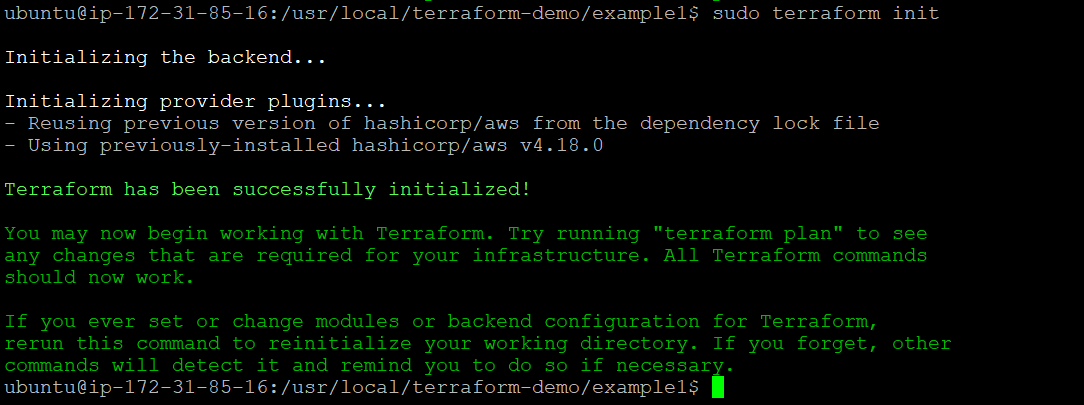 ubuntu@ip-172-31-85-16:/usr/local/terraform-demo/example1$ sudo terraform init
Initializing the backend...
Initializing provider plugins...
- Reusing previous version of hashicorp/aws from the dependency lock file
- Using previously-installed hashicorp/aws v4.18.0
Terraform has been successfully initialized!
You may now begin working with Terraform. Try running "terraform plan" to see
any changes that are required for your infrastructure. All Terraform commands
should now work.
If you ever set or change modules or backend configuration for Terraform,
rerun this command to reinitialize your working directory. If you forget, other
commands will detect it and remind you to do so if necessary.
ubuntu@ip-172-31-85-16:/usr/local/terraform-demo/example1$